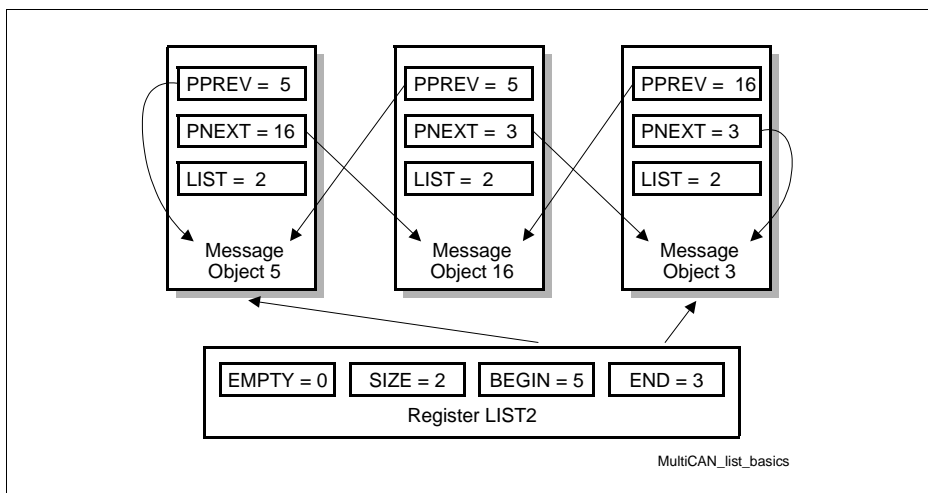 PPREV = 5
PNEXT = 16
LIST = 2
Message
Object 5
PPREV = 5
PNEXT = 3
LIST = 2
Message
Object 16
PPREV = 16
PNEXT = 3
LIST = 2
Message
Object 3
EMPTY = 0
SIZE = 2
BEGIN = 5
END = 3
Register LIST2
MultiCAN_list_basics